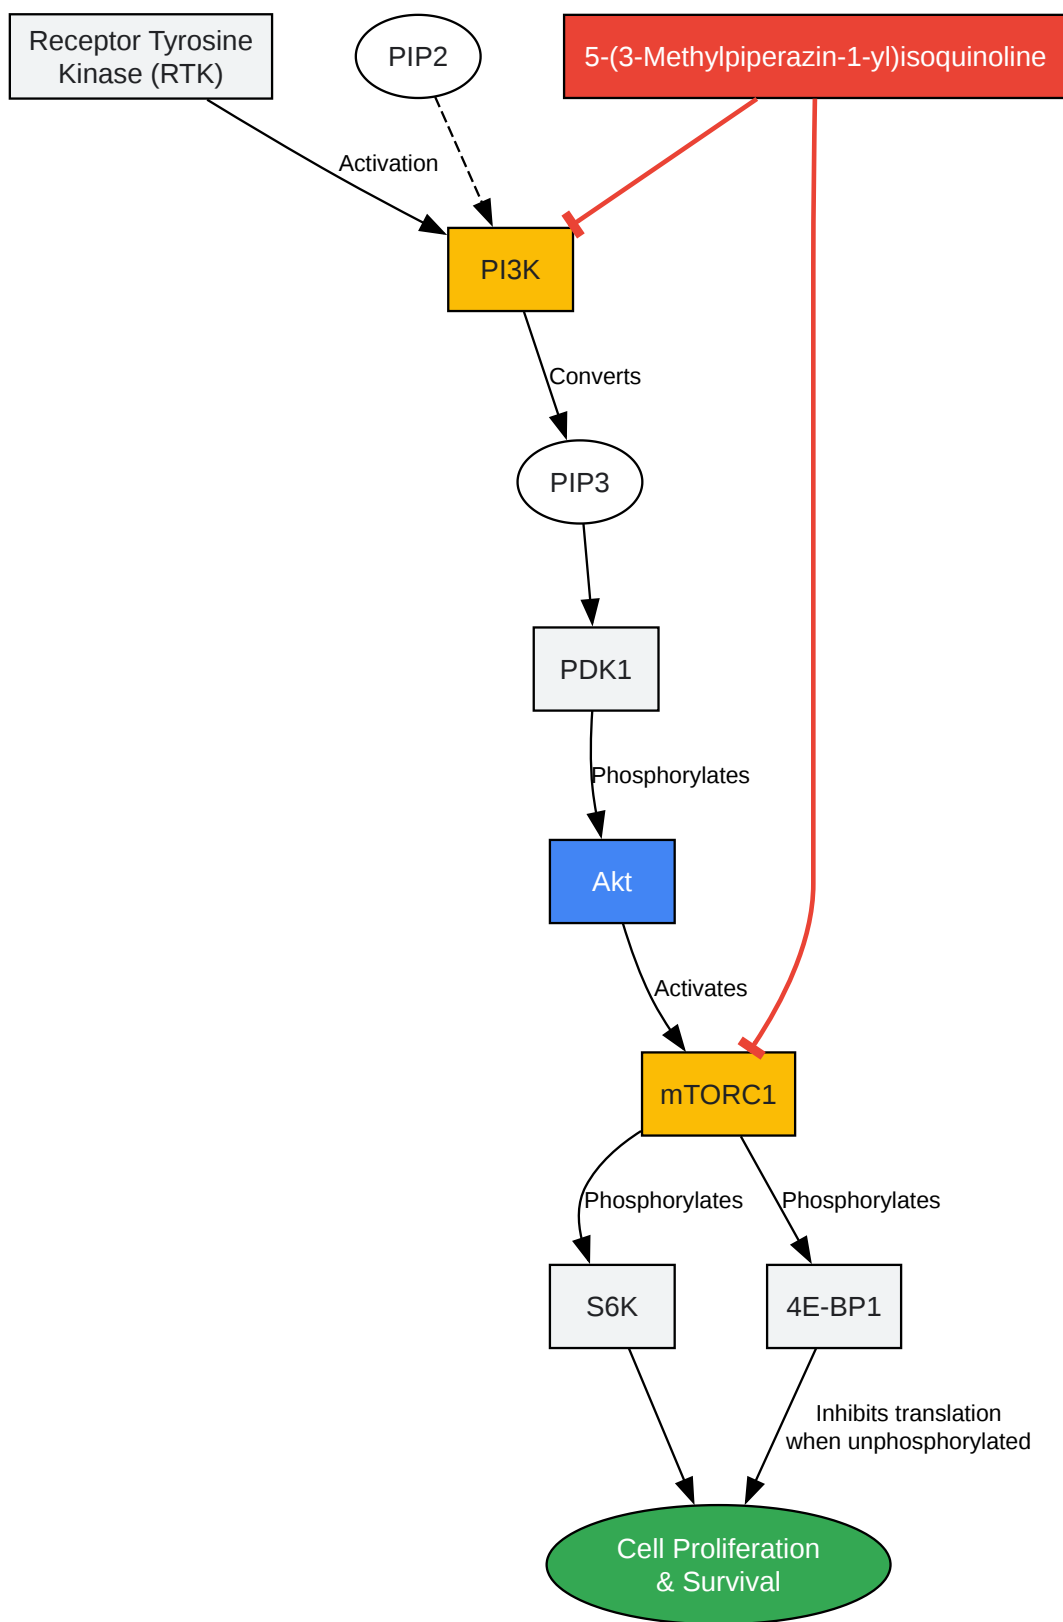 Receptor Tyrosine
Kinase (RTK)
PIP2
5-(3-Methylpiperazin-1-yl)isoquinoline
Activation
PI3K
Converts
PIP3
PDK1
Phosphorylates
Akt
Activates
mTORC1
Phosphorylates
Phosphorylates
S6K
4E-BP1
Inhibits translation
when unphosphorylated
Cell Proliferation
& Survival